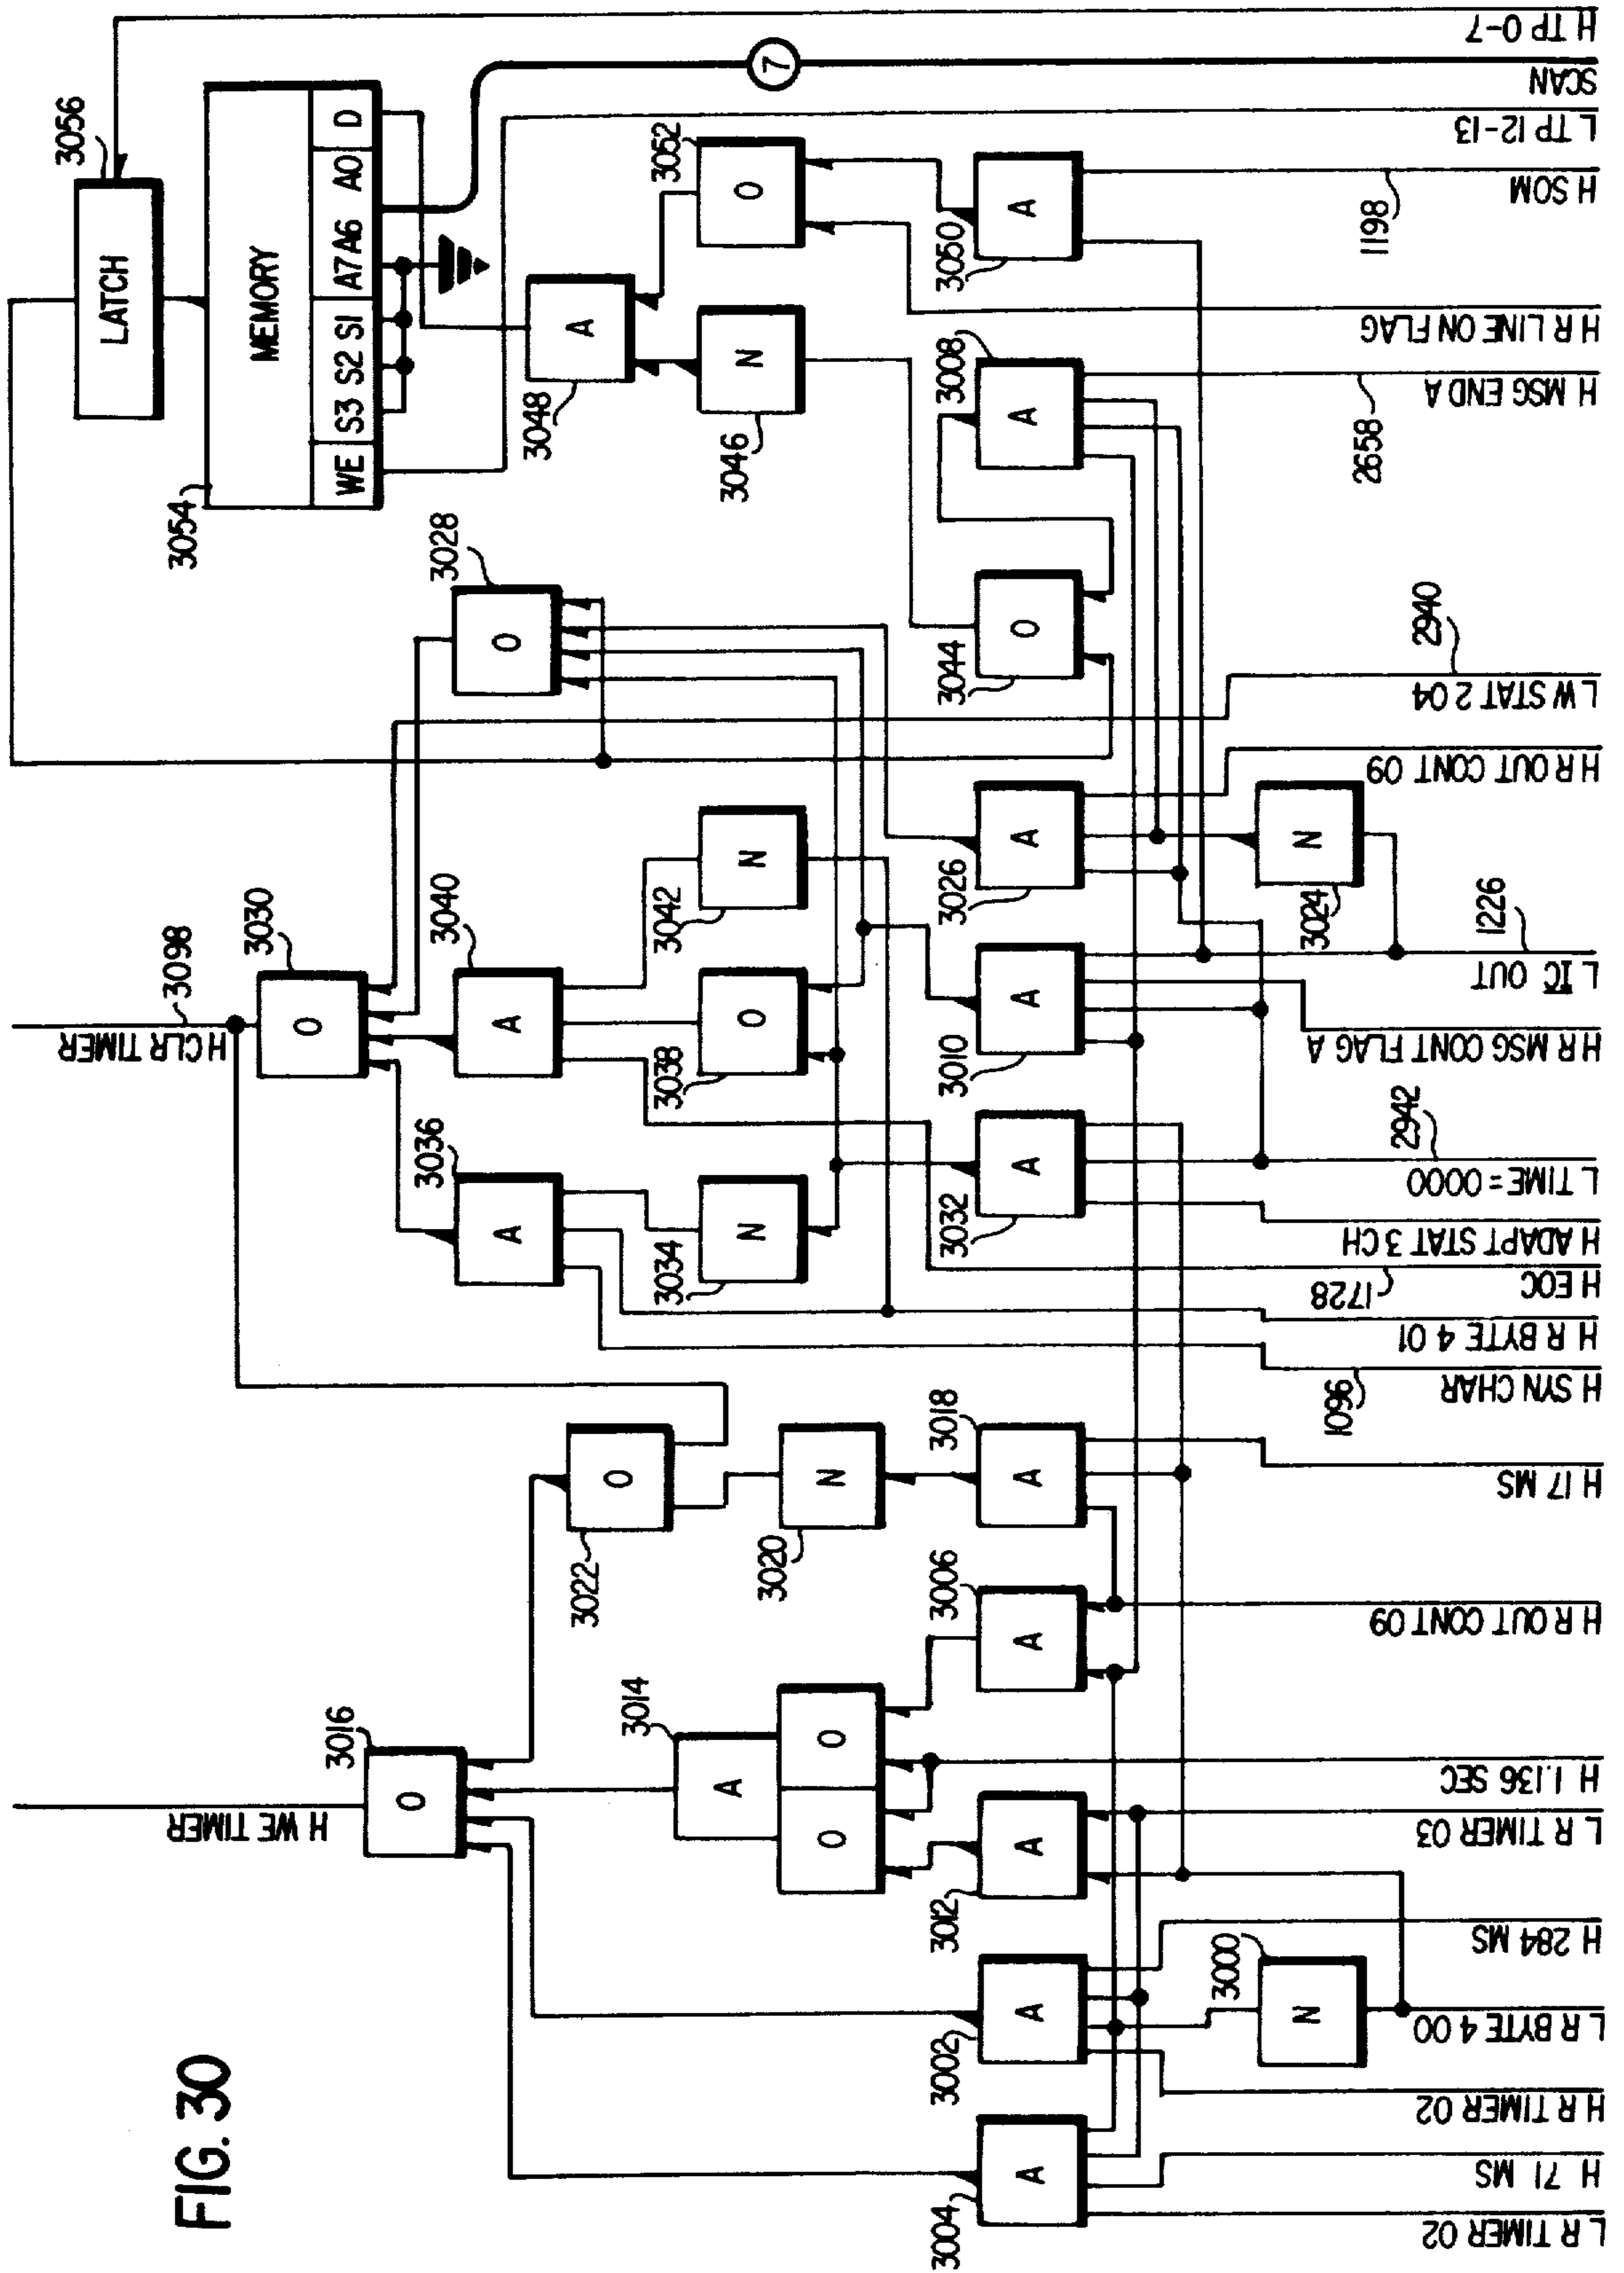 FIG. 30
H WE TIMER
H CLR TIMER
3098
3016
O
3030
O
3022
O
3036
A
3040
A
3028
O
3014
A
O
O
3020
N
3034
N
3038
O
3042
N
3046
N
3048
A
3052
O
3054
MEMORY
WE
S3 S2 S1
A7 A6 A0
D
3056
LATCH
7
3004
A
3002
A
3012
A
3006
A
3018
A
3032
A
3010
A
3026
A
3044
O
3008
A
3050
A
3000
N
3024
N
L R TIMER 02
H 71 MS
H R TIMER 02
L R BYTE 4 00
H 284 MS
L R TIMER 03
H 1.136 SEC
H R OUT CONT 09
H 17 MS
1096
H SYN CHAR
H R BYTE 4 01
1728
H EOC
H ADAPT STAT 3 CH
2942
L TIME = 0000
H R MSG CONT FLAG A
1226
L IC OUT
H R OUT CONT 09
2940
L W STAT 2 04
2658
H MSG END A
H R LINE ON FLAG
1198
H SOM
L TP 12-13
SCAN
H TP 0-7